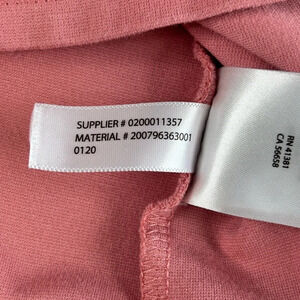 SUPPLIER # 0200011357
MATERIAL # 200796363001
0120
RN 41381
CA 56658